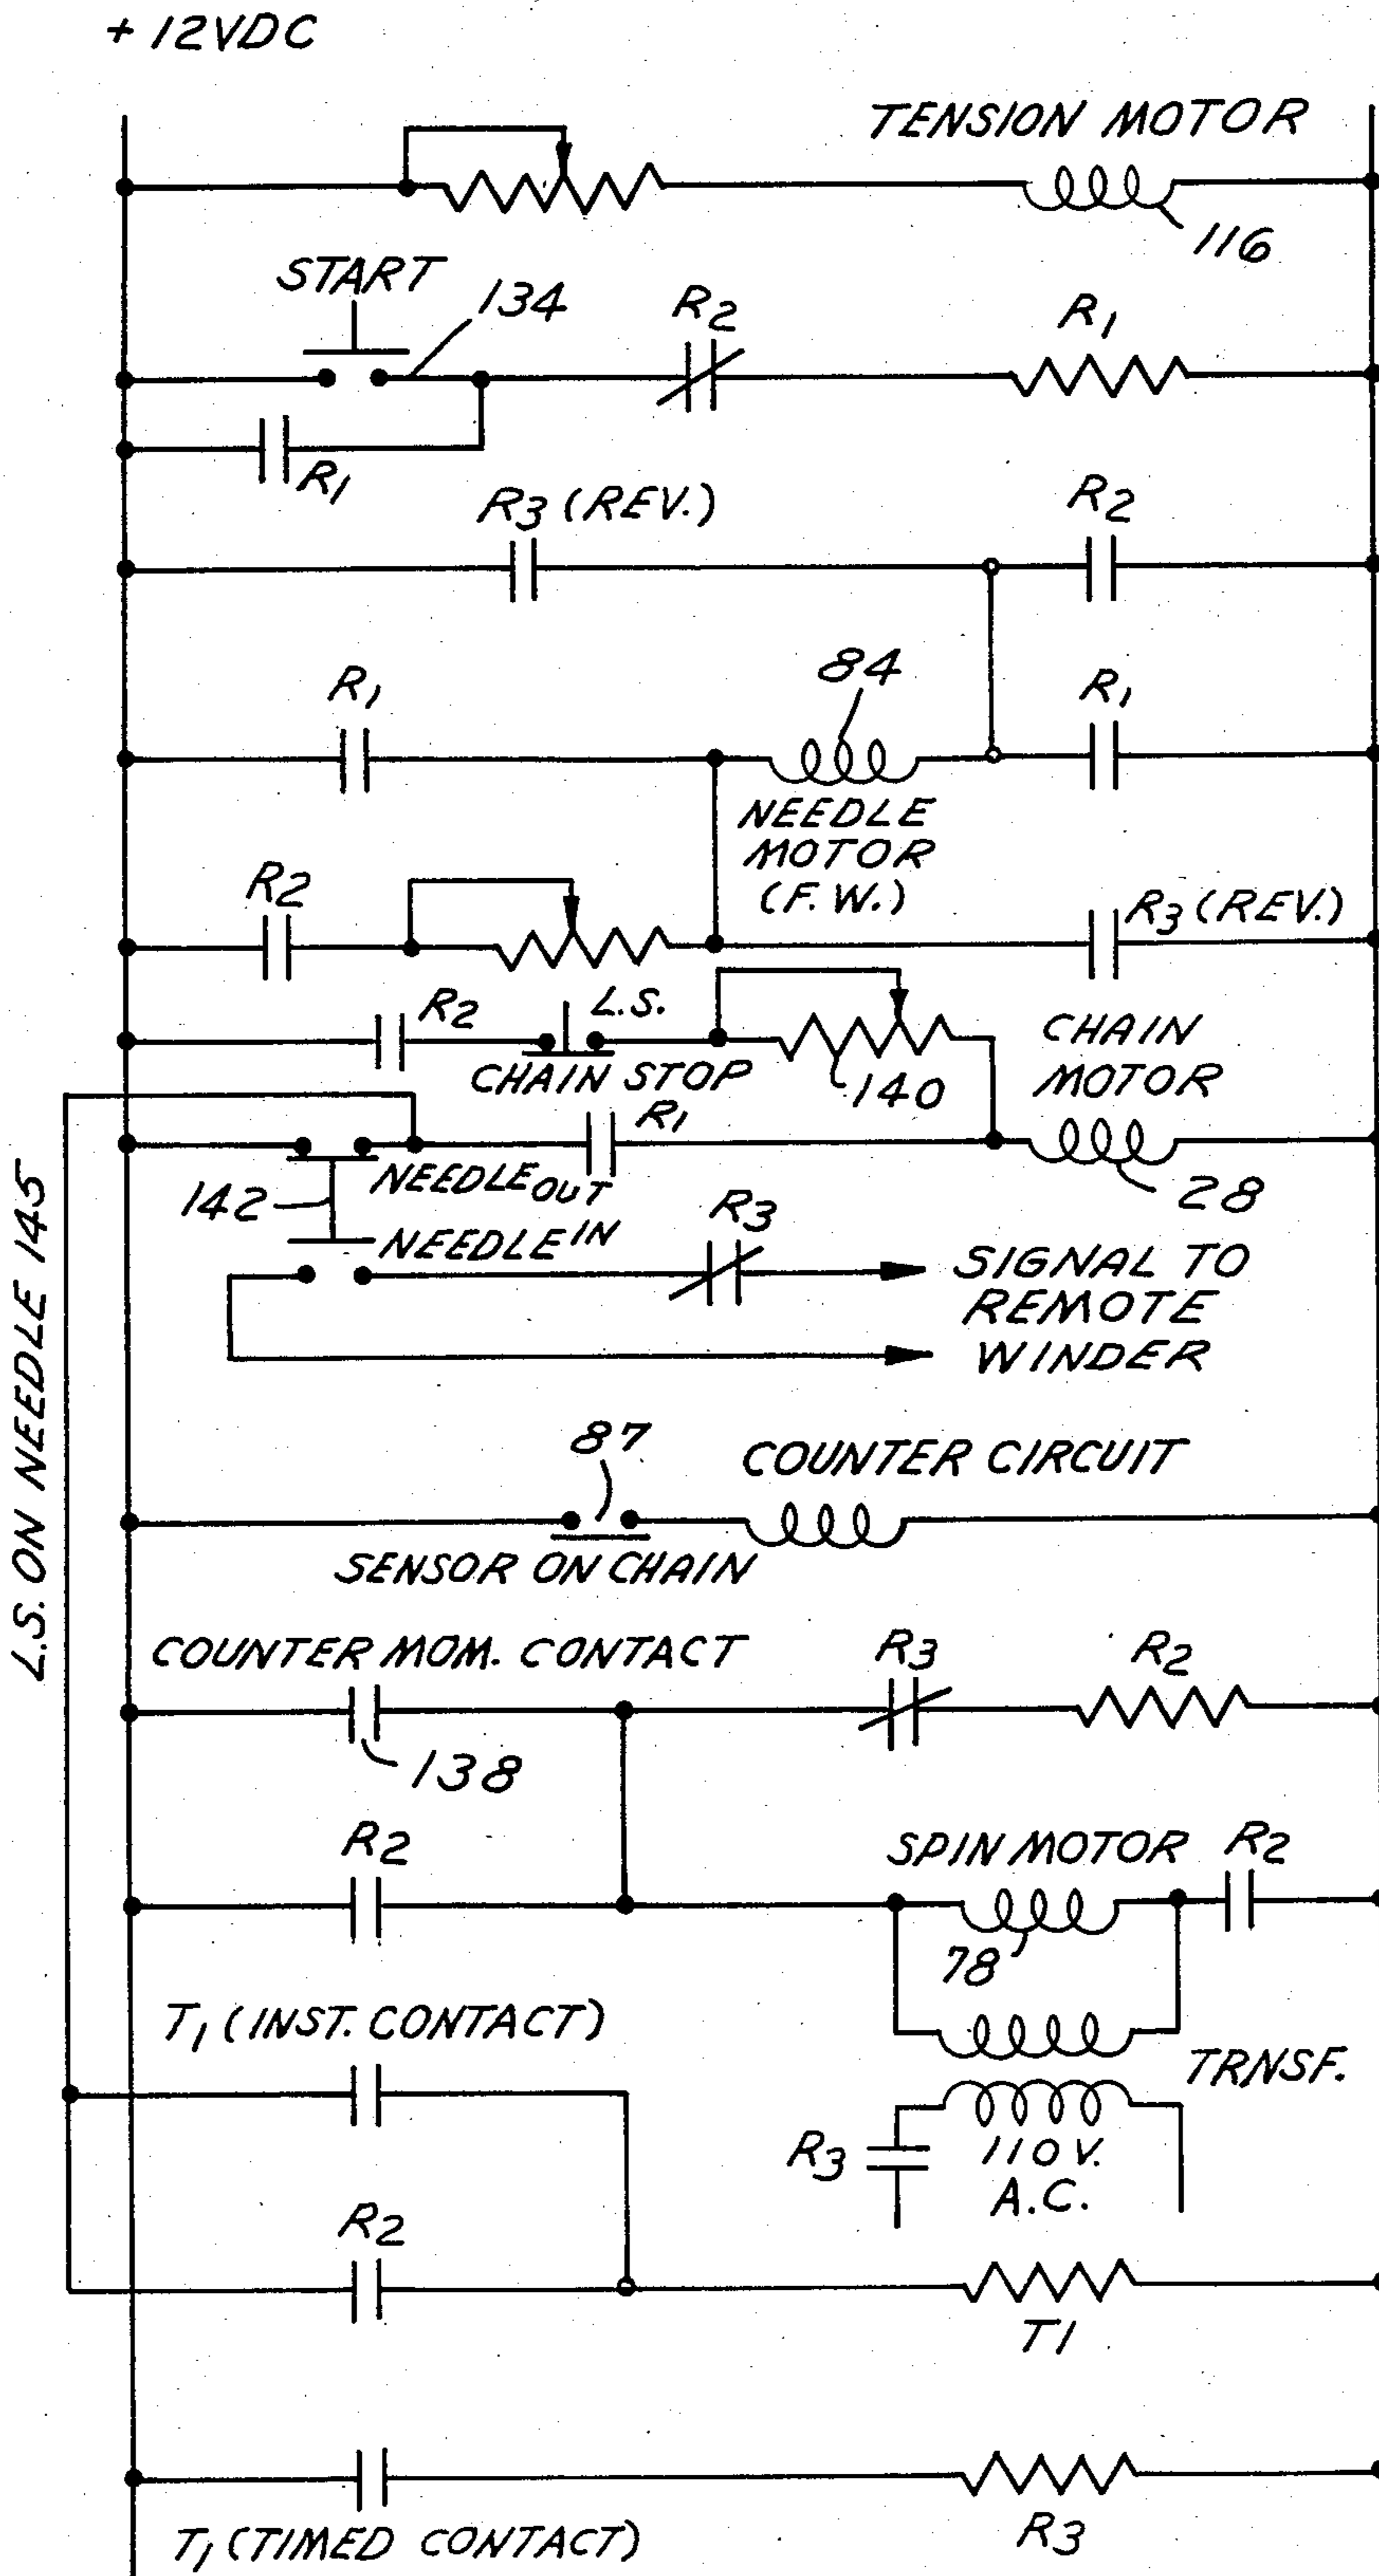 + 12VDC
TENSION MOTOR
116
START
134
R2
R1
R1
R3 (REV.)
R2
R1
84
R1
NEEDLE
MOTOR
(F.W.)
R2
R3 (REV.)
R2
L.S.
CHAIN STOP
140
CHAIN
MOTOR
R1
NEEDLE OUT
142
28
NEEDLE IN
R3
SIGNAL TO
REMOTE
WINDER
L.S. ON NEEDLE 145
87
COUNTER CIRCUIT
SENSOR ON CHAIN
COUNTER MOM. CONTACT
R3
R2
138
R2
SPIN MOTOR
R2
78
T1 (INST. CONTACT)
TRNSF.
R3
110 V.
A.C.
R2
T1
R3
T1 (TIMED CONTACT)